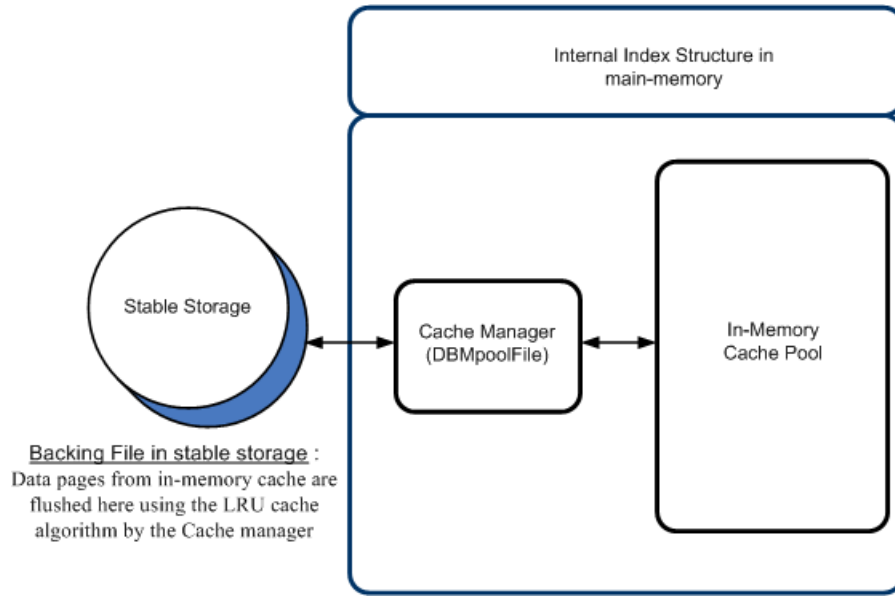 Internal Index Structure in
main-memory
Stable Storage
Cache Manager
(DBMpoolFile)
In-Memory
Cache Pool
Backing File in stable storage :
Data pages from in-memory cache are
flushed here using the LRU cache
algorithm by the Cache manager